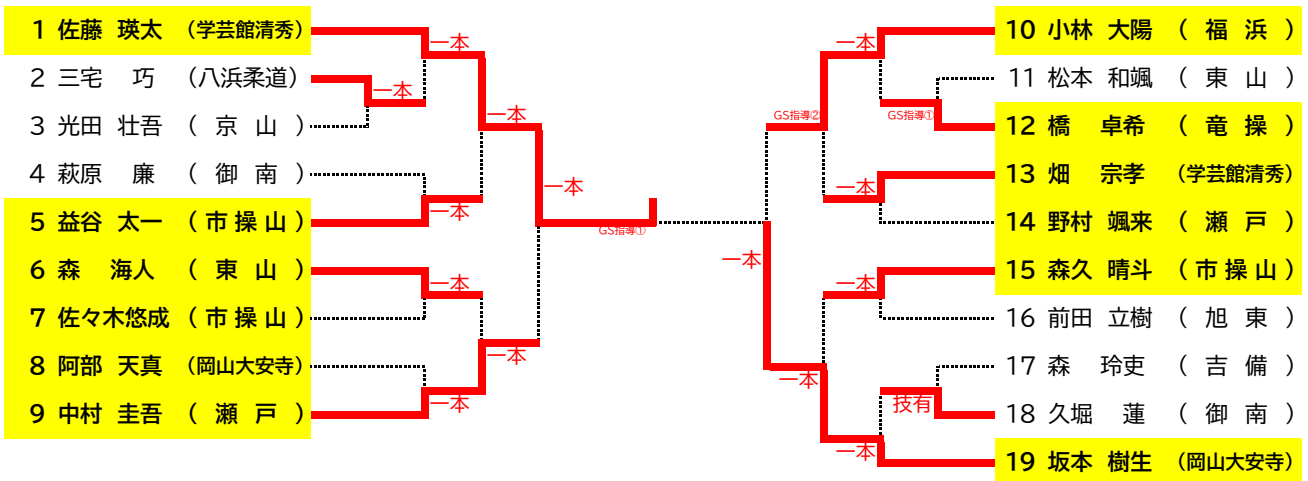 1 佐藤 瑛太 （学芸館清秀）
2 三宅 巧 （八浜柔道）
3 光田 壮吾 （ 京 山 ）
4 萩原 廉 （ 御 南 ）
5 益谷 太一 （ 市 操 山 ）
6 森 海人 （ 東 山 ）
7 佐々木悠成 （ 市 操 山 ）
8 阿部 天真 （岡山大安寺）
9 中村 圭吾 （ 瀬 戸 ）
一本
一本
一本
一本
一本
一本
一本
一本
GS指導①
一本
一本
GS指導②
GS指導①
一本
一本
一本
一本
技有
一本
10 小林 大陽 （ 福 浜 ）
11 松本 和颯 （ 東 山 ）
12 橋 卓希 （ 竜 操 ）
13 畑 宗孝 （学芸館清秀）
14 野村 颯来 （ 瀬 戸 ）
15 森久 晴斗 （ 市 操 山 ）
16 前田 立樹 （ 旭 東 ）
17 森 玲吏 （ 吉 備 ）
18 久堀 蓮 （ 御 南 ）
19 坂本 樹生 （岡山大安寺）